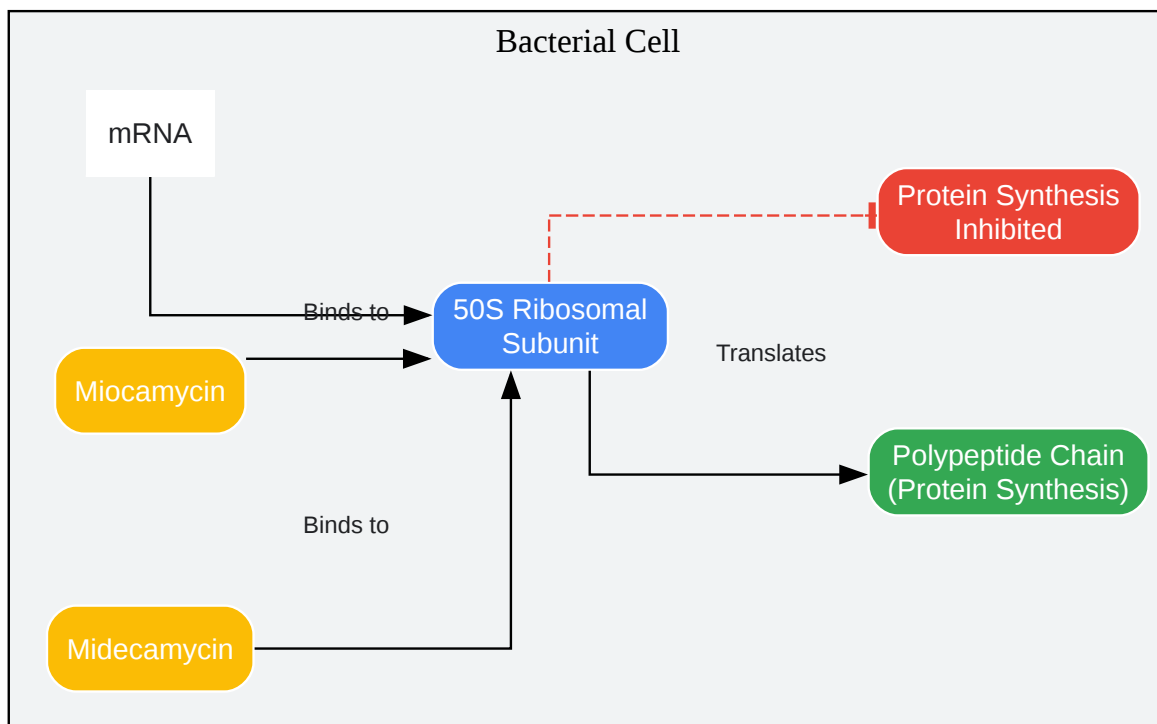 Bacterial Cell
mRNA
Protein Synthesis
Inhibited
Binds to
50S Ribosomal
Subunit
Translates
Miocamycin
Polypeptide Chain
(Protein Synthesis)
Binds to
Midecamycin